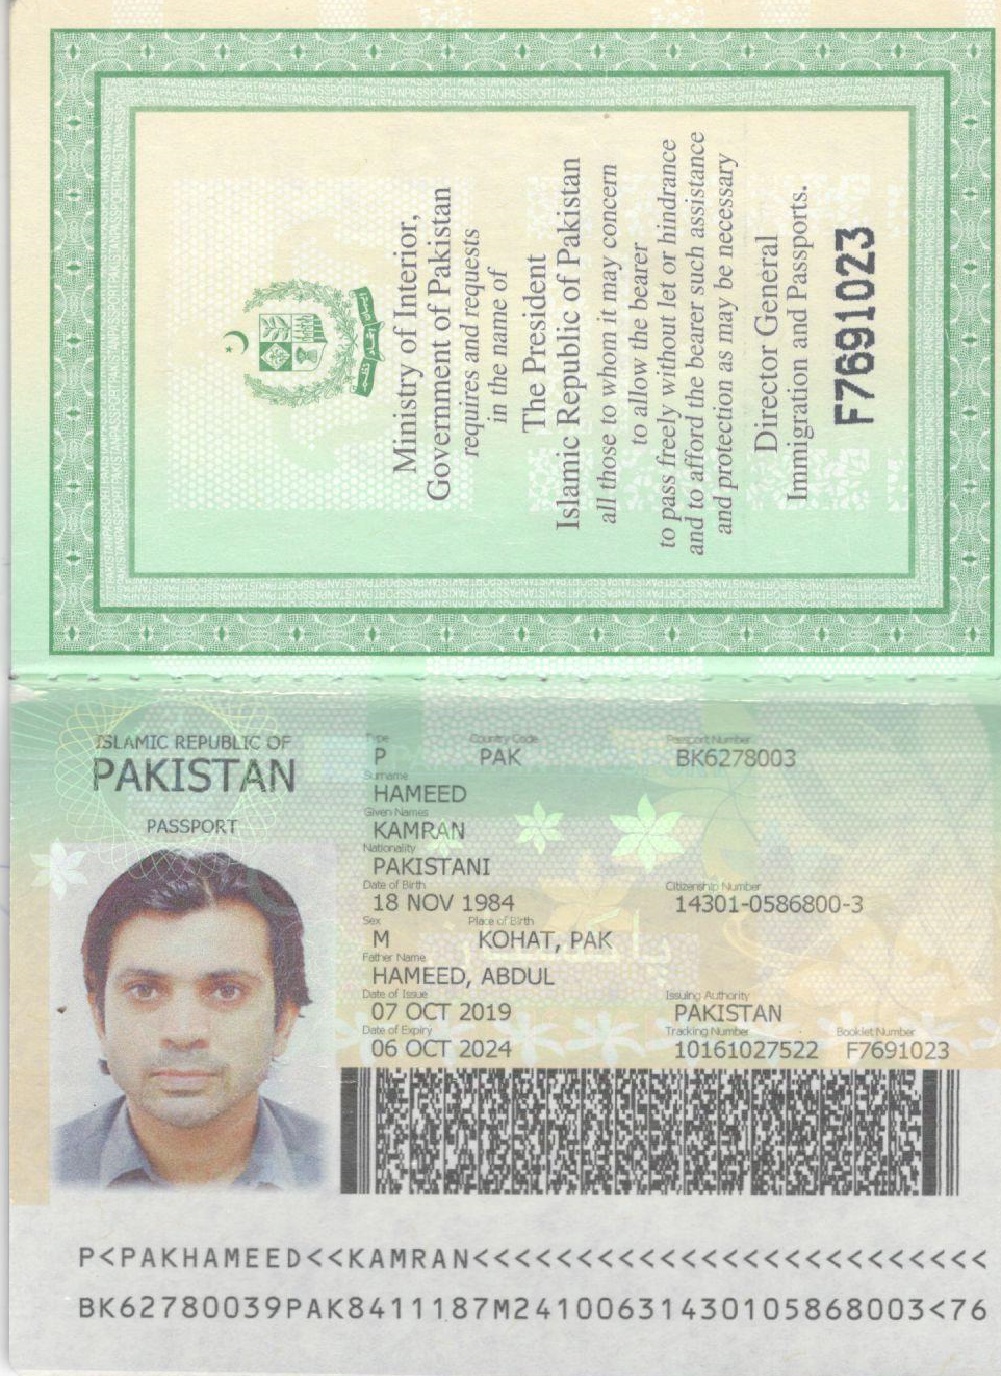 Ministry of Interior,
Government of Pakistan
requires and requests
in the name of
The President
Islamic Republic of Pakistan
all those to whom it may concern
to allow the bearer
to pass freely without let or hindrance
and to afford the bearer such assistance
and protection as may be necessary
Director General
Immigration and Passports.
F7691023
ISLAMIC REPUBLIC OF
PAKISTAN
PASSPORT
Type Country Code Passport Number
P PAK BK6278003
Surname
HAMEED
Given Names
KAMRAN
Nationality
PAKISTANI
Date of Birth Citizenship Number
18 NOV 1984 14301-0586800-3
Sex Place of Birth
M KOHAT, PAK
Father Name
HAMEED, ABDUL
Date of Issue Issuing Authority
07 OCT 2019 PAKISTAN
Date of Expiry Tracking Number Booklet Number
06 OCT 2024 10161027522 F7691023
P<PAKHAMEED<<KAMRAN<<<<<<<<<<<<<<<<<<<<<<<<<
BK62780039PAK8411187M24100631430105868003<76